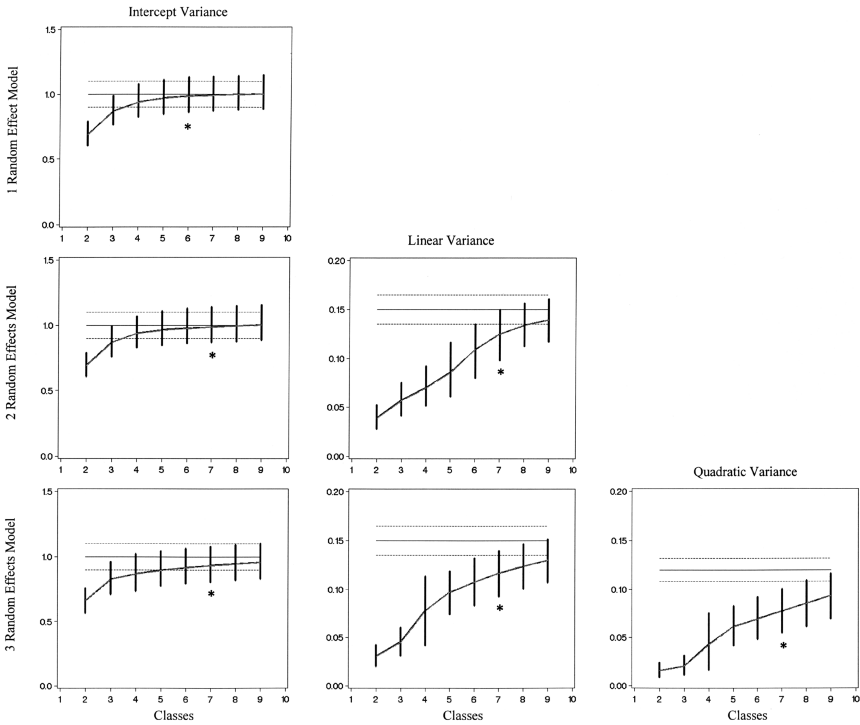 Intercept Variance
1 Random Effect Model
1.5
1.0
0.5
0.0
1 2 3 4 5 6 7 8 9 10
*
Linear Variance
2 Random Effects Model
1.5
1.0
0.5
0.0
1 2 3 4 5 6 7 8 9 10
*
0.20
0.15
0.10
0.05
0.00
1 2 3 4 5 6 7 8 9 10
*
Quadratic Variance
3 Random Effects Model
1.5
1.0
0.5
0.0
1 2 3 4 5 6 7 8 9 10
*
Classes
0.20
0.15
0.10
0.05
0.00
1 2 3 4 5 6 7 8 9 10
*
Classes
0.20
0.15
0.10
0.05
0.00
1 2 3 4 5 6 7 8 9 10
*
Classes